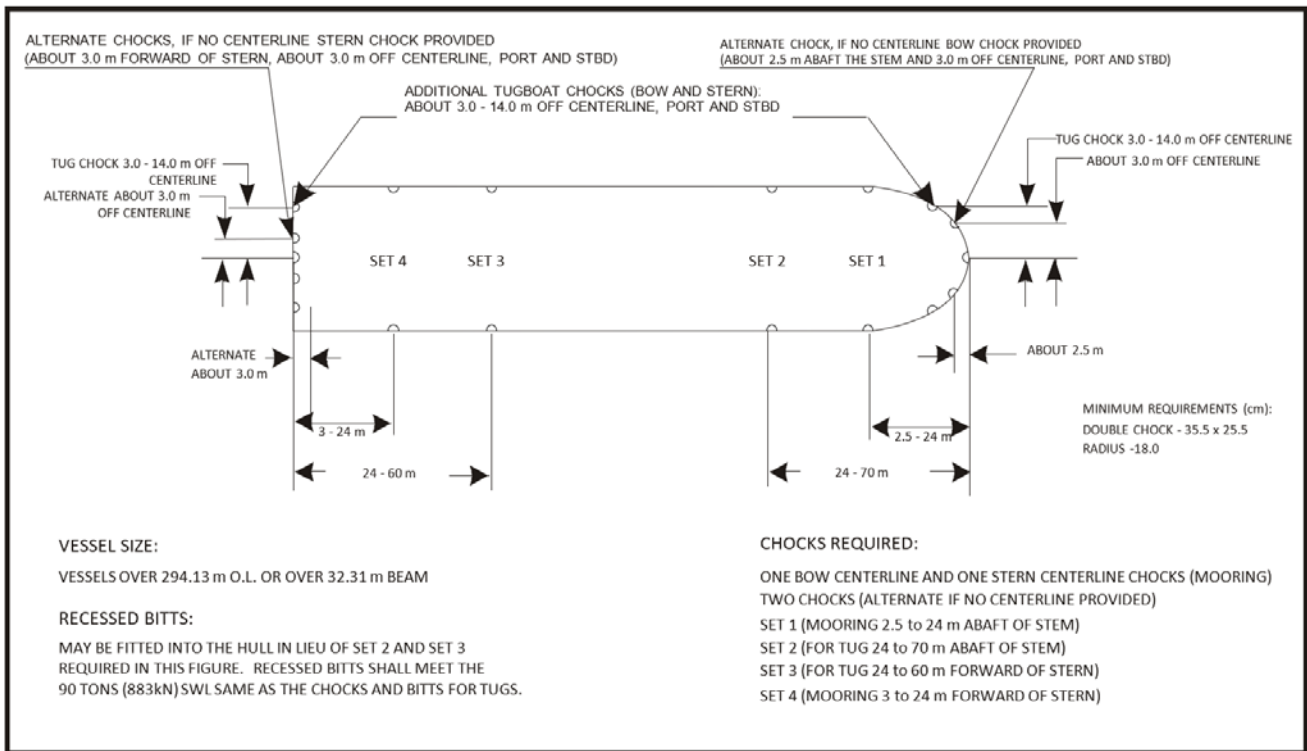 ALTERNATE CHOCKS, IF NO CENTERLINE STERN CHOCK PROVIDED
(ABOUT 3.0 m FORWARD OF STERN, ABOUT 3.0 m OFF CENTERLINE, PORT AND STBD)
ALTERNATE CHOCK, IF NO CENTERLINE BOW CHOCK PROVIDED
(ABOUT 2.5 m ABAFT THE STEM AND 3.0 m OFF CENTERLINE, PORT AND STBD)
ADDITIONAL TUGBOAT CHOCKS (BOW AND STERN):
ABOUT 3.0 - 14.0 m OFF CENTERLINE, PORT AND STBD
TUG CHOCK 3.0 - 14.0 m OFF
CENTERLINE
ALTERNATE ABOUT 3.0 m
OFF CENTERLINE
TUG CHOCK 3.0 - 14.0 m OFF CENTERLINE
ABOUT 3.0 m OFF CENTERLINE
SET 4
SET 3
SET 2
SET 1
ALTERNATE
ABOUT 3.0 m
ABOUT 2.5 m
3 - 24 m
2.5 - 24 m
24 - 60 m
24 - 70 m
MINIMUM REQUIREMENTS (cm):
DOUBLE CHOCK - 35.5 x 25.5
RADIUS -18.0
VESSEL SIZE:
VESSELS OVER 294.13 m O.L. OR OVER 32.31 m BEAM
RECESSED BITTS:
MAY BE FITTED INTO THE HULL IN LIEU OF SET 2 AND SET 3
REQUIRED IN THIS FIGURE. RECESSED BITTS SHALL MEET THE
90 TONS (883kN) SWL SAME AS THE CHOCKS AND BITTS FOR TUGS.
CHOCKS REQUIRED:
ONE BOW CENTERLINE AND ONE STERN CENTERLINE CHOCKS (MOORING)
TWO CHOCKS (ALTERNATE IF NO CENTERLINE PROVIDED)
SET 1 (MOORING 2.5 to 24 m ABAFT OF STEM)
SET 2 (FOR TUG 24 to 70 m ABAFT OF STEM)
SET 3 (FOR TUG 24 to 60 m FORWARD OF STERN)
SET 4 (MOORING 3 to 24 m FORWARD OF STERN)